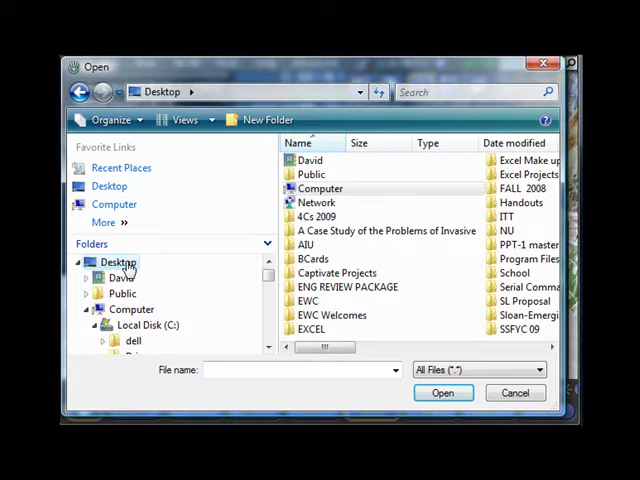 Open
Desktop
Search
Organize Views New Folder
Favorite Links
Recent Places
Desktop
Computer
More »
Folders
Desktop
David
Public
Computer
Local Disk (C:)
dell
Name Size Type Date modified
David Excel Make up
Public Excel Projects
Computer FALL 2008
Network Handouts
4Cs 2009 ITT
A Case Study of the Problems of Invasive NU
AIU PPT-1 master
BCards Program Files
Captivate Projects School
ENG REVIEW PACKAGE Serial Comma
EWC SL Proposal
EWC Welcomes Sloan-Emergi
EXCEL SSFYC 09
File name: All Files (*.*)
Open Cancel